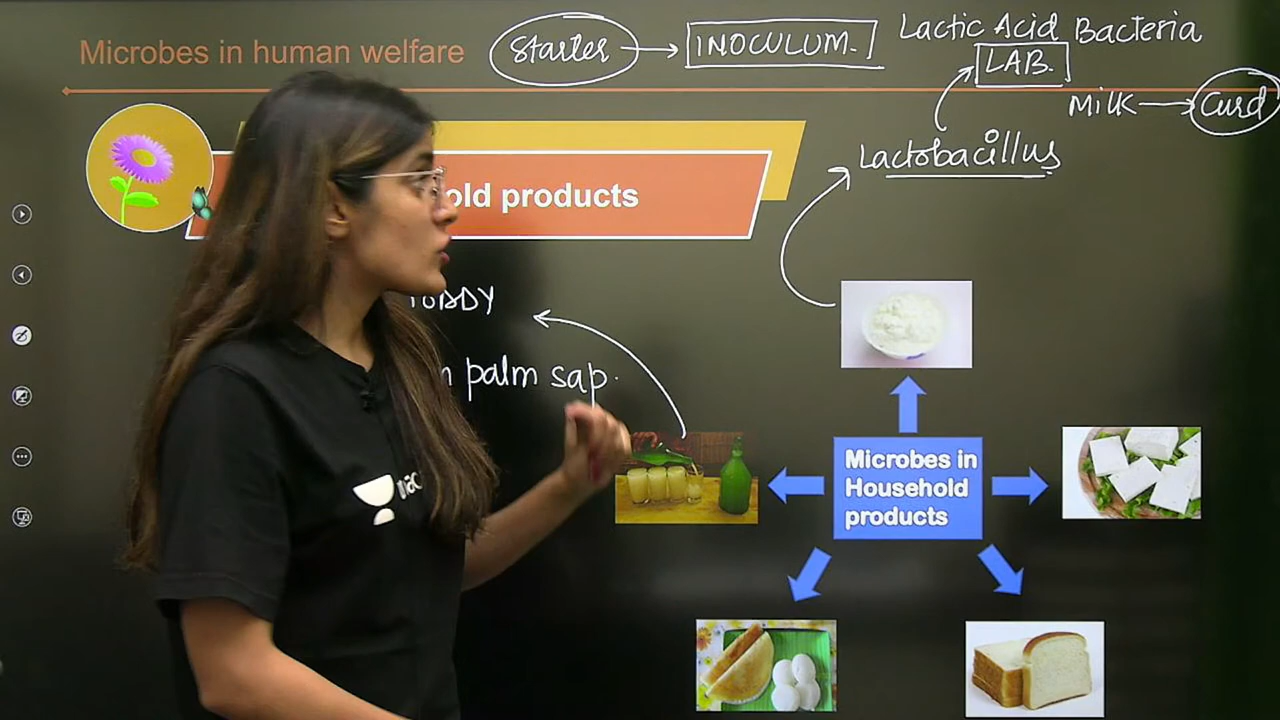 Microbes in human welfare
Starter → INOCULUM.
Lactic Acid Bacteria
LAB.
Milk → Curd
Lactobacillus
old products
TODDY
palm sap.
Microbes in
Household
products